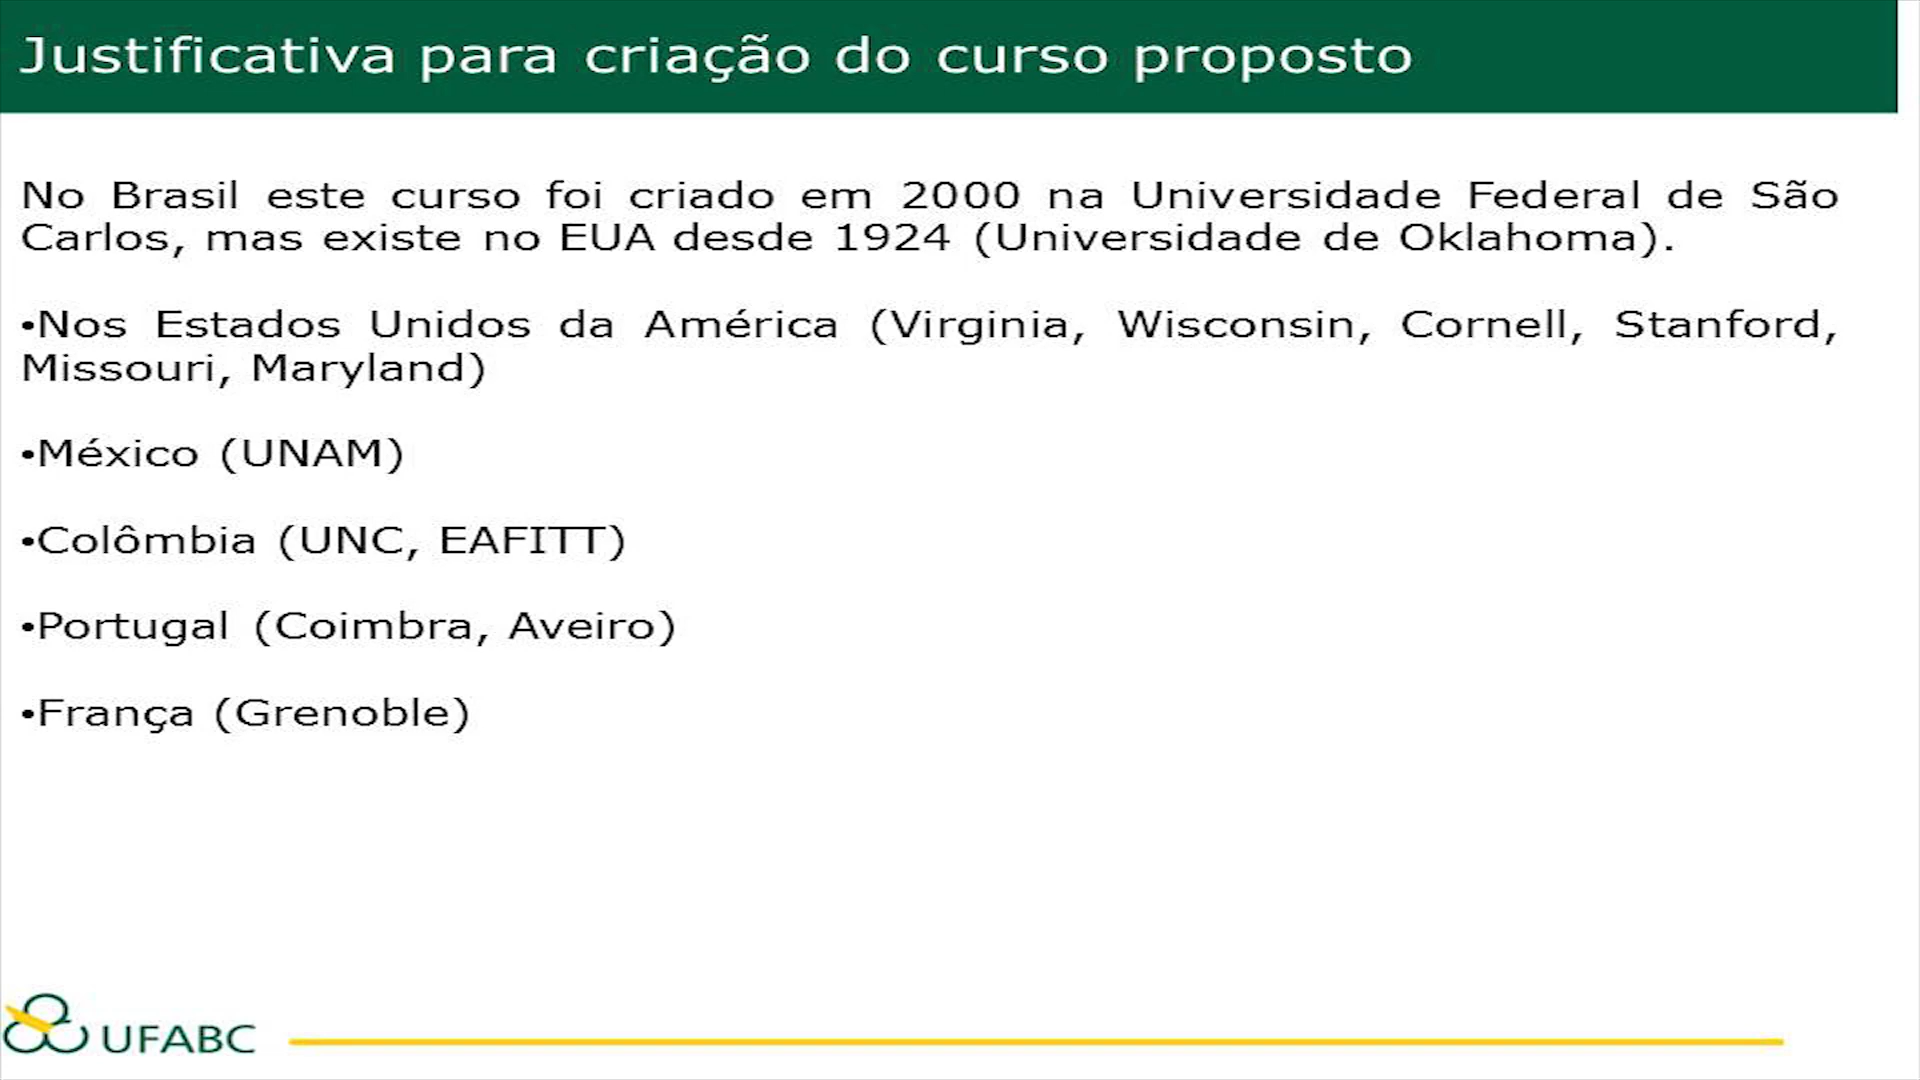 Justificativa para criação do curso proposto
No Brasil este curso foi criado em 2000 na Universidade Federal de São
Carlos, mas existe no EUA desde 1924 (Universidade de Oklahoma).
•Nos Estados Unidos da América (Virginia, Wisconsin, Cornell, Stanford,
Missouri, Maryland)
•México (UNAM)
•Colômbia (UNC, EAFITT)
•Portugal (Coimbra, Aveiro)
•França (Grenoble)
UFABC